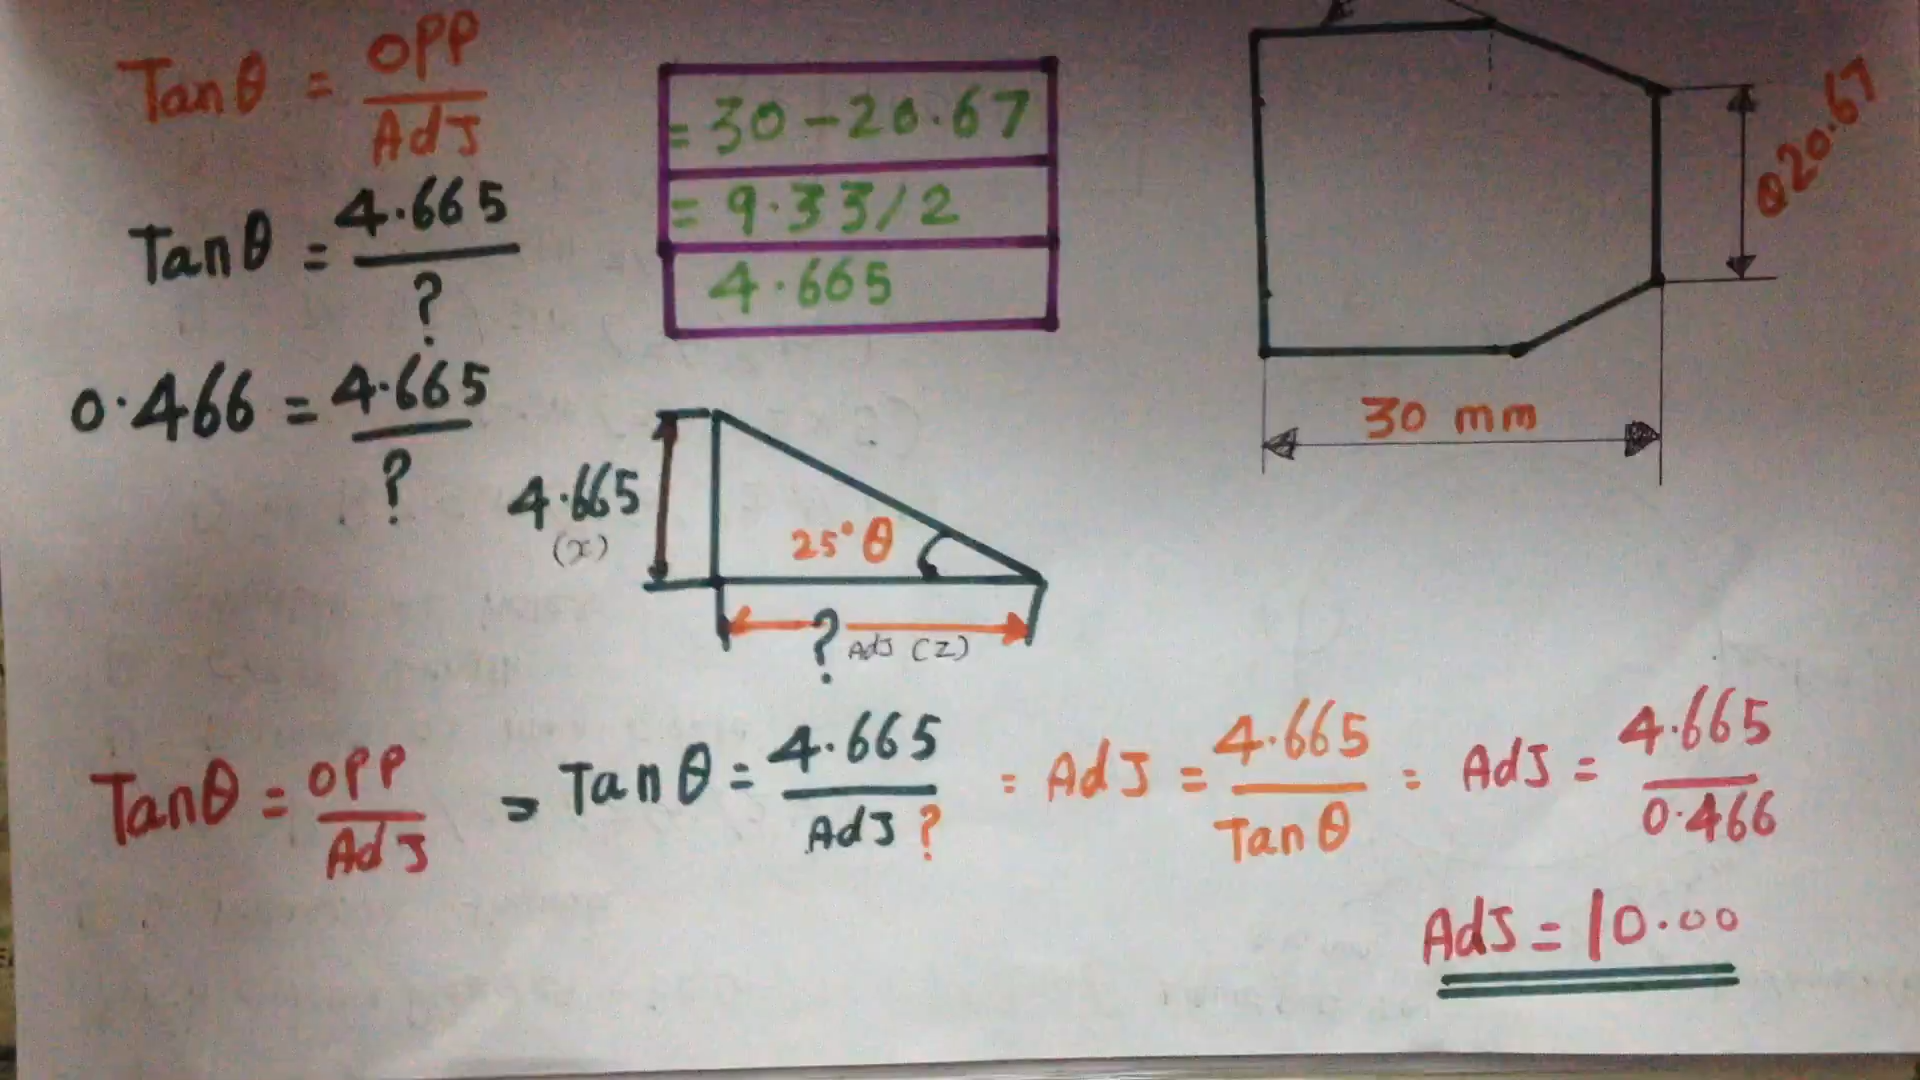 Tanθ = OPP / AdJ
Tanθ = 4.665 / ?
0.466 = 4.665 / ?
= 30 - 20.67
= 9.33/2
4.665
θ20.67
30 mm
4.665
(x)
25° θ
? AdJ (Z)
Tanθ = OPP / AdJ = Tanθ = 4.665 / AdJ ? = AdJ = 4.665 / Tanθ = AdJ = 4.665 / 0.466
AdJ = 10.00